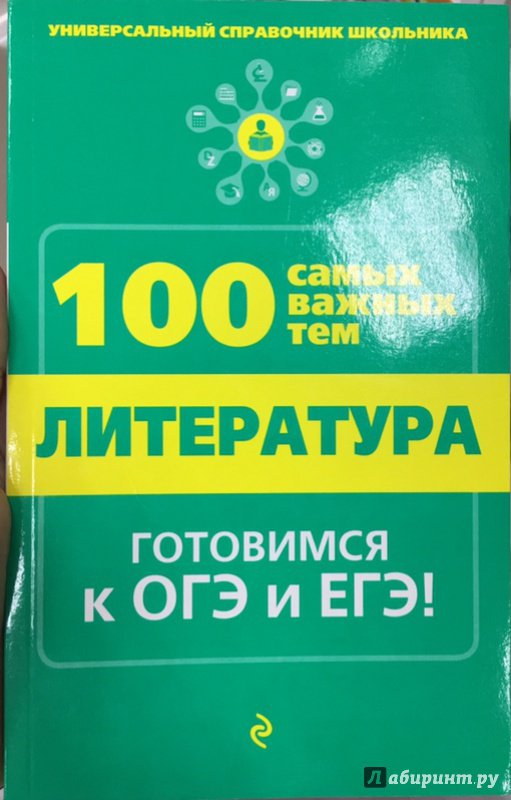 УНИВЕРСАЛЬНЫЙ СПРАВОЧНИК ШКОЛЬНИКА
100 самых
важных
тем
ЛИТЕРАТУРА
ГОТОВИМСЯ
к ОГЭ и ЕГЭ!
Лабиринт.ру